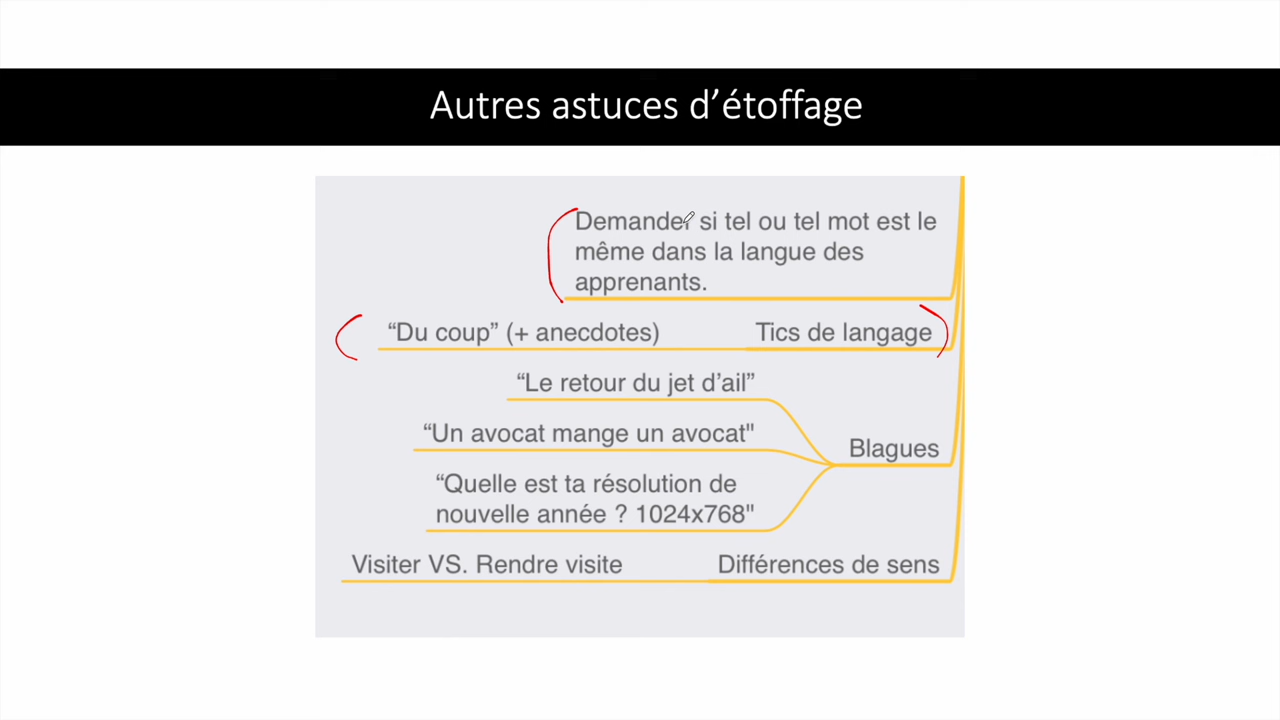 Autres astuces d’étoffage
Demander si tel ou tel mot est le
même dans la langue des
apprenants.
“Du coup” (+ anecdotes) Tics de langage
“Le retour du jet d’ail”
“Un avocat mange un avocat"
Blagues
“Quelle est ta résolution de
nouvelle année ? 1024x768"
Visiter VS. Rendre visite Différences de sens